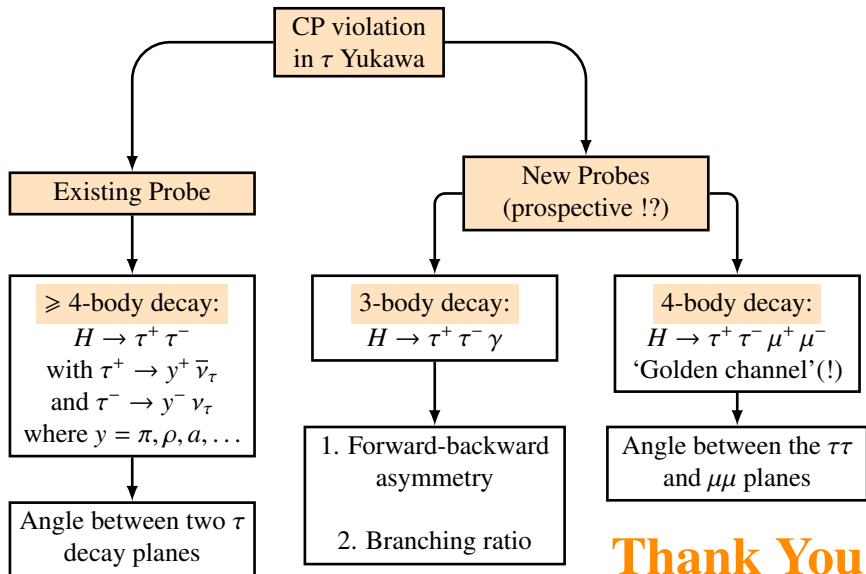 CP violation
in τ Yukawa
Existing Probe
New Probes
(prospective !?)
⩾ 4-body decay:
H → τ⁺ τ⁻
with τ⁺ → y⁺ ν̅_τ
and τ⁻ → y⁻ ν_τ
where y = π, ρ, a, . . .
3-body decay:
H → τ⁺ τ⁻ γ
4-body decay:
H → τ⁺ τ⁻ μ⁺ μ⁻
‘Golden channel’(!)
Angle between two τ
decay planes
1. Forward-backward
asymmetry
2. Branching ratio
Angle between the ττ
and μμ planes
Thank You